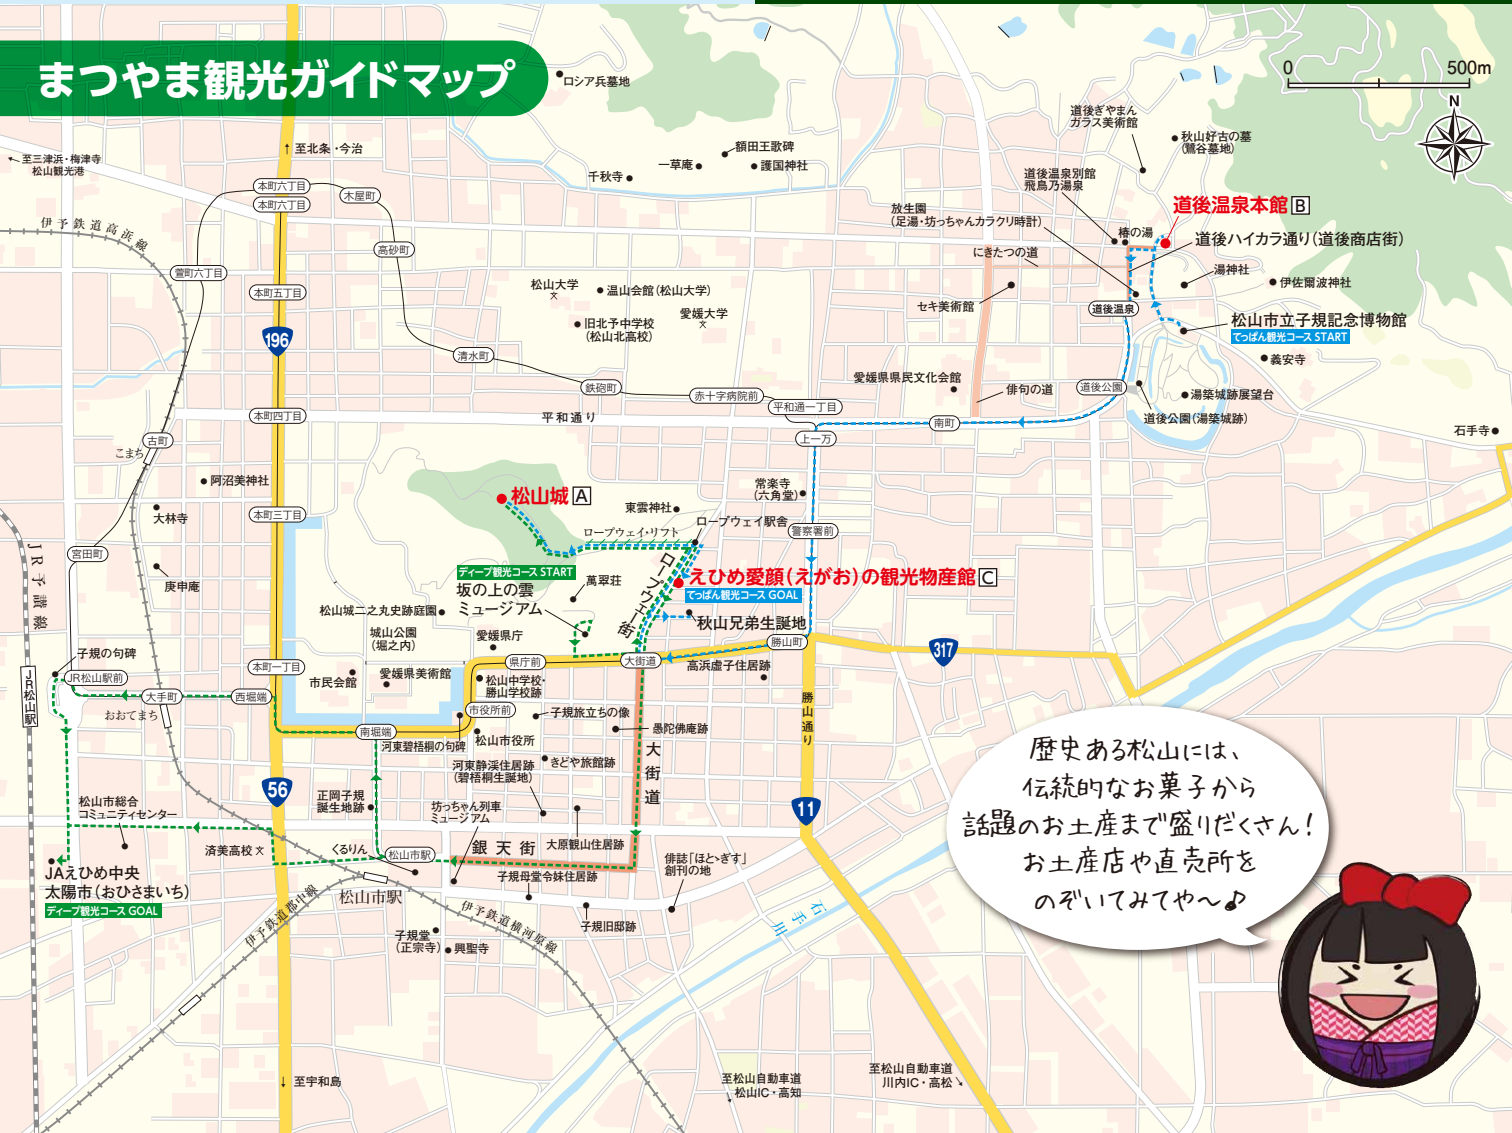 まつやま観光ガイドマップ
0 500m
N
ロシア兵墓地
↑至北条・今治
←至三津浜・梅津寺
松山観光港
伊予鉄道高浜線
本町六丁目
本町六丁目
木屋町
高砂町
萱町六丁目
本町五丁目
196
清水町
鉄砲町
赤十字病院前
平和通一丁目
上一万
南町
道後公園
道後温泉
本町四丁目
平和通り
古町
こまち
千秋寺
一草庵
額田王歌碑
護国神社
松山大学
温山会館(松山大学)
旧北予中学校
(松山北高校)
愛媛大学
道後ぎやまん
ガラス美術館
秋山好古の墓
(鷺谷墓地)
道後温泉別館
飛鳥乃湯泉
道後温泉本館 B
放生園
(足湯・坊っちゃんカラクリ時計)
椿の湯
道後ハイカラ通り(道後商店街)
にきたつの道
湯神社
伊佐爾波神社
セキ美術館
松山市立子規記念博物館
てっぱん観光コース START
義安寺
愛媛県県民文化会館
俳句の道
湯築城跡展望台
道後公園(湯築城跡)
石手寺
阿沼美神社
大林寺
本町三丁目
宮田町
庚申庵
JR予讃線
松山城 A
東雲神社
常楽寺
(六角堂)
ロープウェイ駅舎
ロープウェイ・リフト
警察署前
ロープウェー街
えひめ愛顔(えがお)の観光物産館 C
てっぱん観光コース GOAL
ディープ観光コース START
坂の上の雲
ミュージアム
萬翠荘
秋山兄弟生誕地
松山城二之丸史跡庭園
城山公園
(堀之内)
愛媛県庁
県庁前
大街道
勝山町
317
高浜虚子住居跡
子規の句碑
JR松山駅前
JR松山駅
大手町
おおてまち
西堀端
本町一丁目
市民会館
愛媛県美術館
松山中学校・
勝山学校跡
市役所前
子規旅立ちの像
愚陀佛庵跡
勝山通り
南堀端
河東碧梧桐の句碑
松山市役所
河東静渓住居跡
(碧梧桐生誕地)
きどや旅館跡
大街道
56
11
正岡子規
誕生地跡
坊っちゃん列車
ミュージアム
松山市総合
コミュニティセンター
済美高校
くるりん
松山市駅
銀天街
大原観山住居跡
俳誌「ほとゝぎす」
創刊の地
JAえひめ中央
太陽市(おひさまいち)
ディープ観光コース GOAL
松山市駅
子規母堂令妹住居跡
子規旧邸跡
伊予鉄道郡中線
伊予鉄道横河原線
子規堂
(正宗寺)
興聖寺
石手川
↓至宇和島
至松山自動車道
松山IC・高知
至松山自動車道
川内IC・高松
歴史ある松山には、
伝統的なお菓子から
話題のお土産まで盛りだくさん!
お土産店や直売所を
のぞいてみてや〜♪